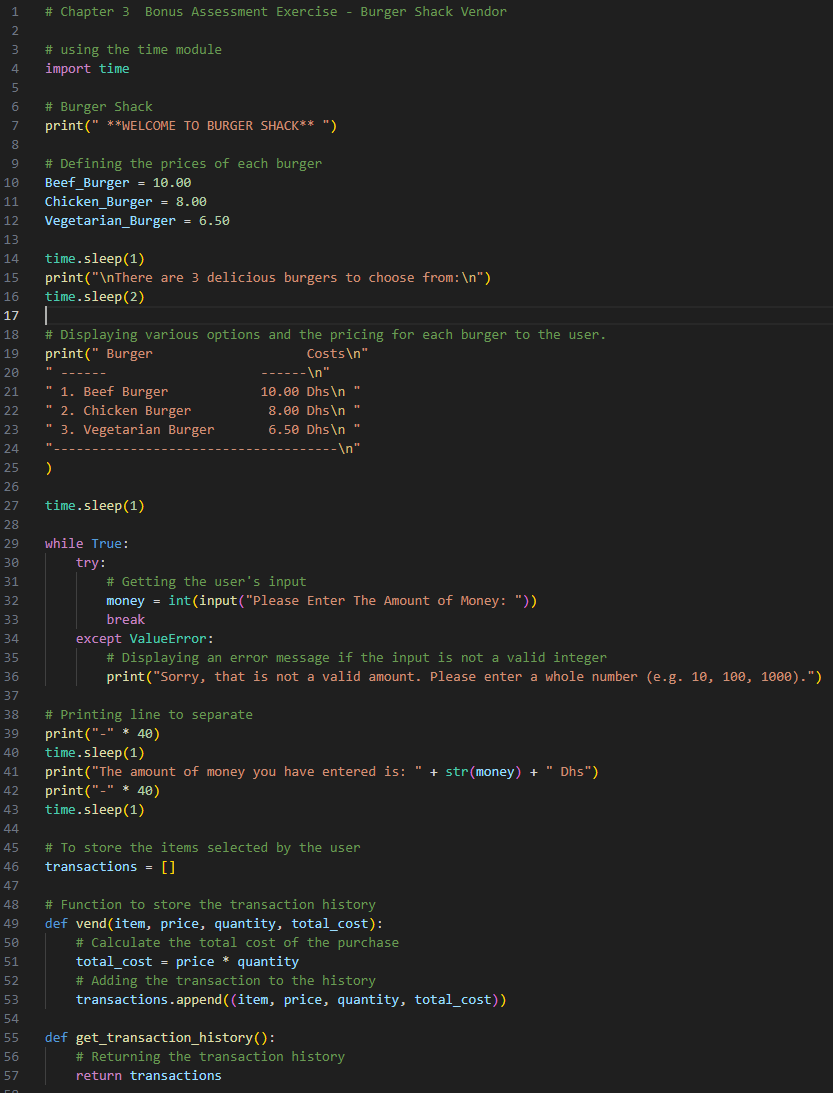 1 # Chapter 3  Bonus Assessment Exercise - Burger Shack Vendor
2
3 # using the time module
4 import time
5
6 # Burger Shack
7 print(" **WELCOME TO BURGER SHACK** ")
8
9 # Defining the prices of each burger
10 Beef_Burger = 10.00
11 Chicken_Burger = 8.00
12 Vegetarian_Burger = 6.50
13
14 time.sleep(1)
15 print("\nThere are 3 delicious burgers to choose from:\n")
16 time.sleep(2)
17
18 # Displaying various options and the pricing for each burger to the user.
19 print(" Burger                    Costs\n"
20 " ------                    ------\n"
21 " 1. Beef Burger            10.00 Dhs\n "
22 " 2. Chicken Burger          8.00 Dhs\n "
23 " 3. Vegetarian Burger       6.50 Dhs\n "
24 "-------------------------------------\n"
25 )
26
27 time.sleep(1)
28
29 while True:
30     try:
31         # Getting the user's input
32         money = int(input("Please Enter The Amount of Money: "))
33         break
34     except ValueError:
35         # Displaying an error message if the input is not a valid integer
36         print("Sorry, that is not a valid amount. Please enter a whole number (e.g. 10, 100, 1000).")
37
38 # Printing line to separate
39 print("-" * 40)
40 time.sleep(1)
41 print("The amount of money you have entered is: " + str(money) + " Dhs")
42 print("-" * 40)
43 time.sleep(1)
44
45 # To store the items selected by the user
46 transactions = []
47
48 # Function to store the transaction history
49 def vend(item, price, quantity, total_cost):
50     # Calculate the total cost of the purchase
51     total_cost = price * quantity
52     # Adding the transaction to the history
53     transactions.append((item, price, quantity, total_cost))
54
55 def get_transaction_history():
56     # Returning the transaction history
57     return transactions